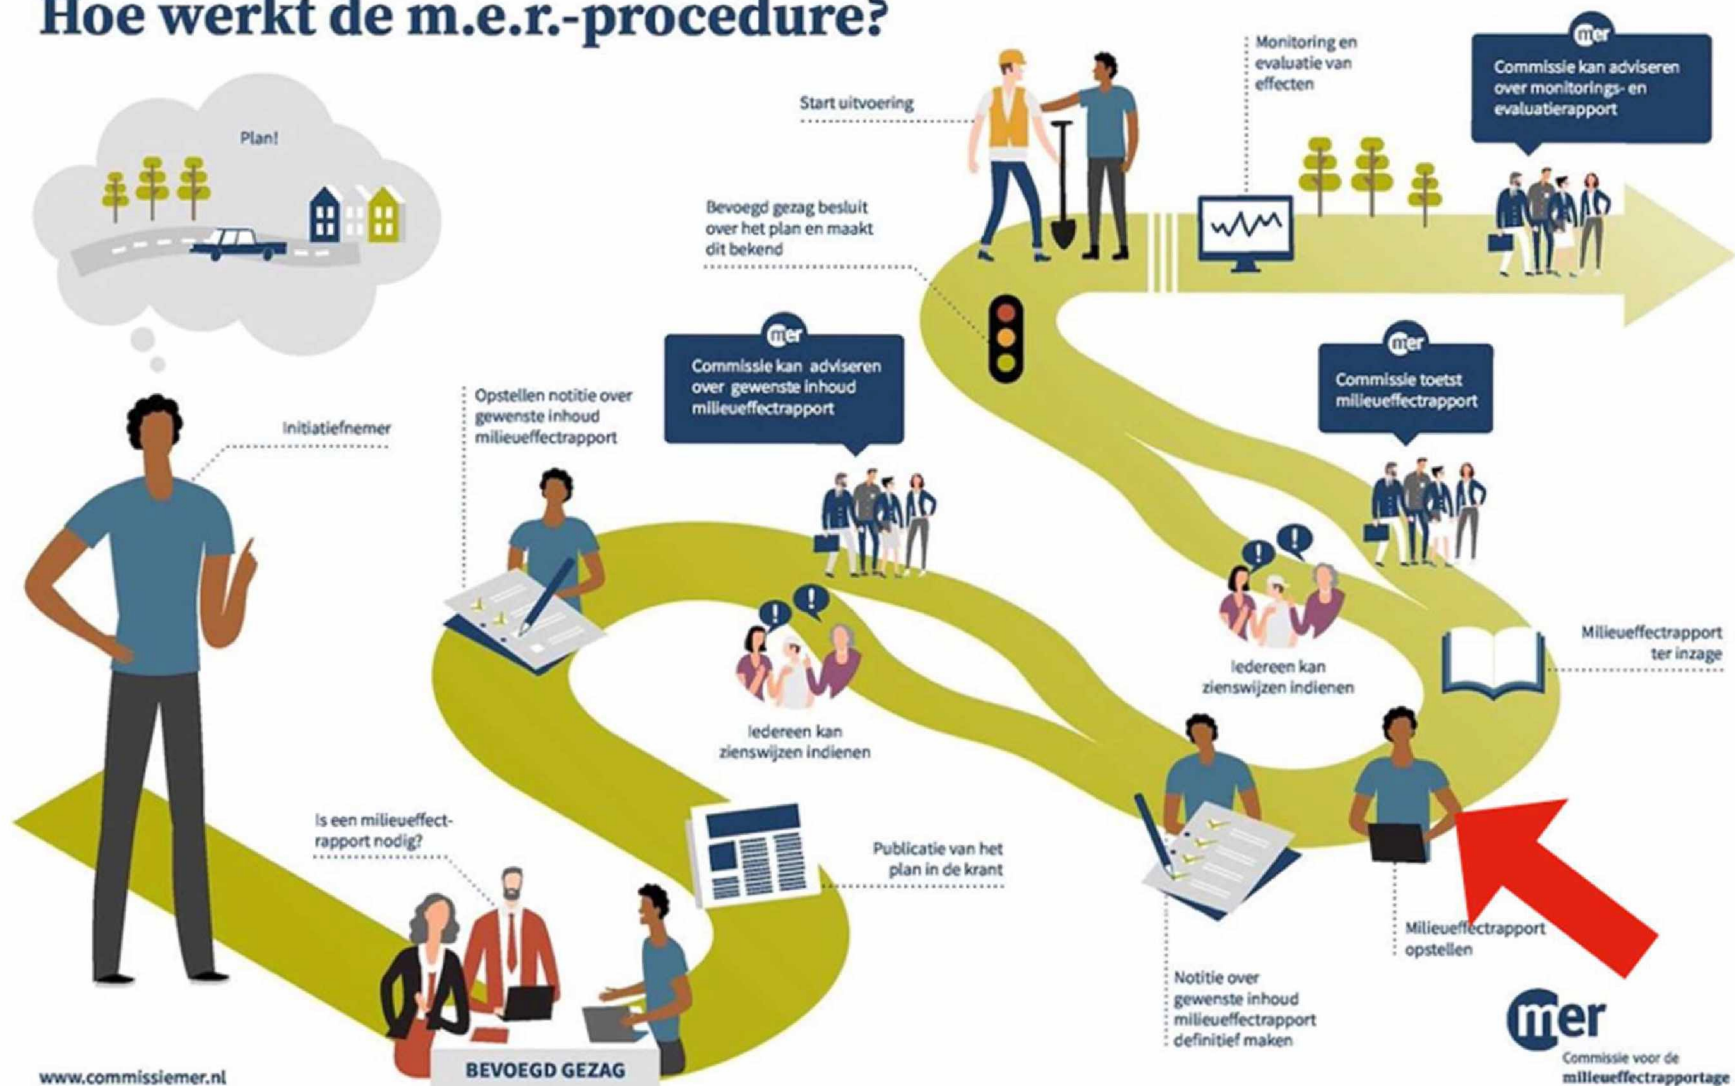 Hoe werkt de m.e.r.-procedure?
Plan!
Initiatiefnemer
Is een milieueffect-
rapport nodig?
BEVOEGD GEZAG
Publicatie van het
plan in de krant
Opstellen notitie over
gewenste inhoud
milieueffectrapport
mer
Commissie kan adviseren
over gewenste inhoud
milieueffectrapport
! !
Iedereen kan
zienswijzen indienen
Notitie over
gewenste inhoud
milieueffectrapport
definitief maken
Milieueffectrapport
opstellen
Milieueffectrapport
ter inzage
mer
Commissie toetst
milieueffectrapport
! !
Iedereen kan
zienswijzen indienen
Bevoegd gezag besluit
over het plan en maakt
dit bekend
Start uitvoering
Monitoring en
evaluatie van
effecten
mer
Commissie kan adviseren
over monitorings- en
evaluatierapport
www.commissiemer.nl
mer
Commissie voor de
milieueffectrapportage